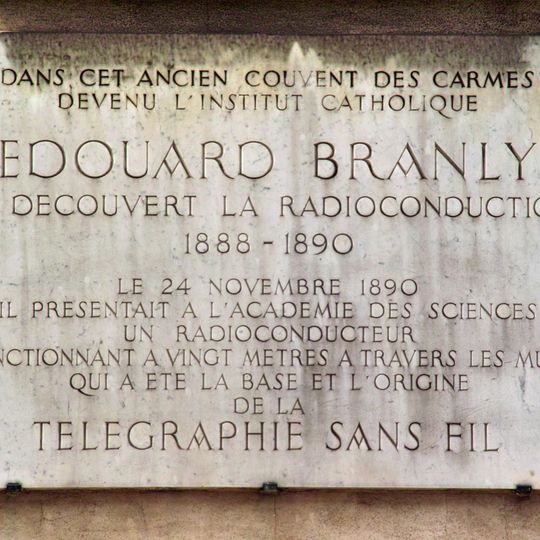 DANS CET ANCIEN COUVENT DES CARMES
DEVENU L'INSTITUT CATHOLIQUE
EDOUARD BRANLY
DECOUVERT LA RADIOCONDUCTIO
1888-1890
LE 24 NOVEMBRE 1890
IL PRESENTAIT A L'ACADEMIE DES SCIENCES
UN RADIOCONDUCTEUR
NCTIONNANT A VINGT METRES A TRAVERS LES MU
QUI A ETE LA BASE ET L'ORIGINE
DE LA
TELEGRAPHIE SANS FIL